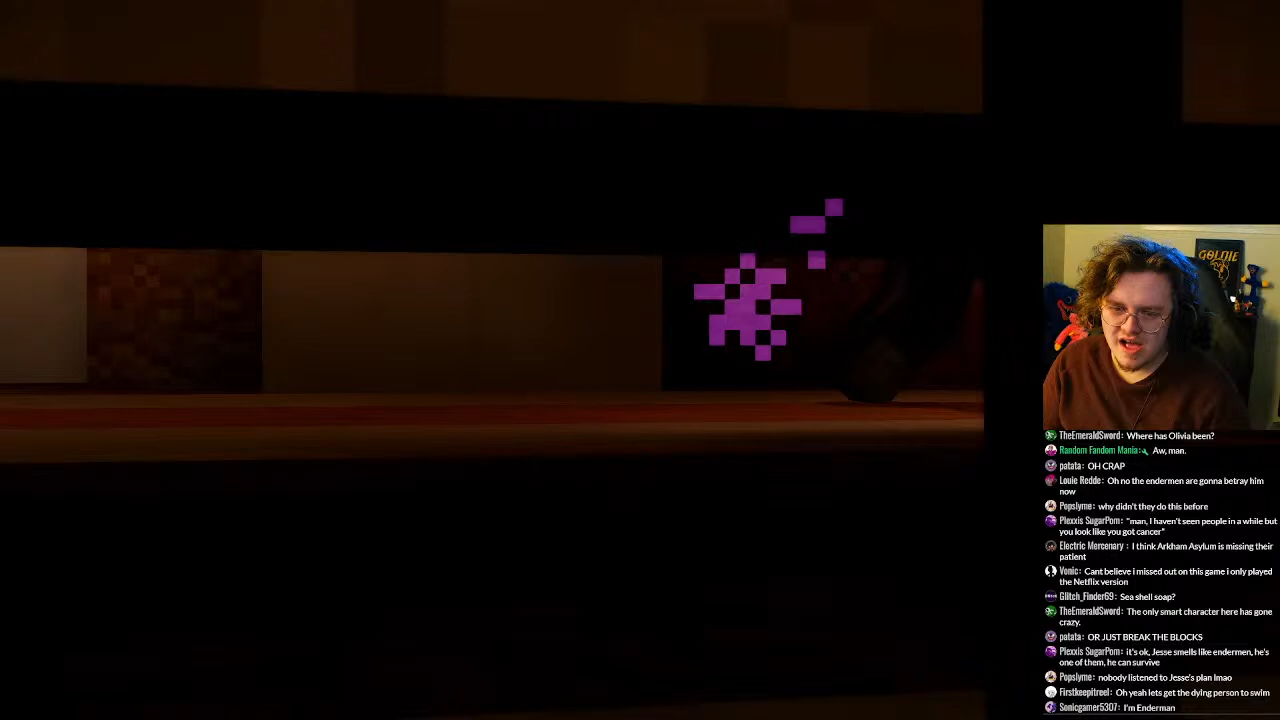 GOLDIE
TheEmeraldSword: Where has Olivia been?
Random Fandom Mania: Aw, man.
patata: OH CRAP
Louie Redde: Oh no the endermen are gonna betray him
now
Popslyme: why didn't they do this before
Plexxis SugarPom: "man, I haven't seen people in a while but
you look like you got cancer"
Electric Mercenary : I think Arkham Asylum is missing their
patient
Vonic: Cant believe i missed out on this game i only played
the Netflix version
Glitch_Finder69: Sea shell soap?
TheEmeraldSword: The only smart character here has gone
crazy.
patata: OR JUST BREAK THE BLOCKS
Plexxis SugarPom: it's ok, Jesse smells like endermen, he's
one of them, he can survive
Popslyme: nobody listened to Jesse's plan lmao
Firstkeepitreel: Oh yeah lets get the dying person to swim
Sonicgamer5307: I'm Enderman